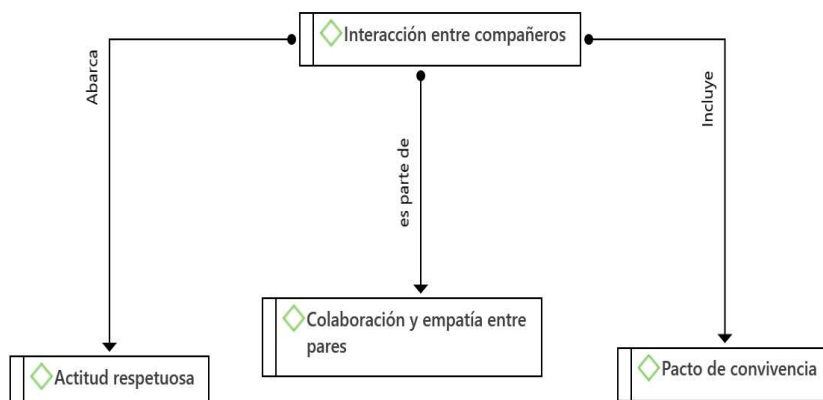 Interacción entre compañeros
Abarca
es parte de
Incluye
Colaboración y empatía entre
pares
Actitud respetuosa
Pacto de convivencia